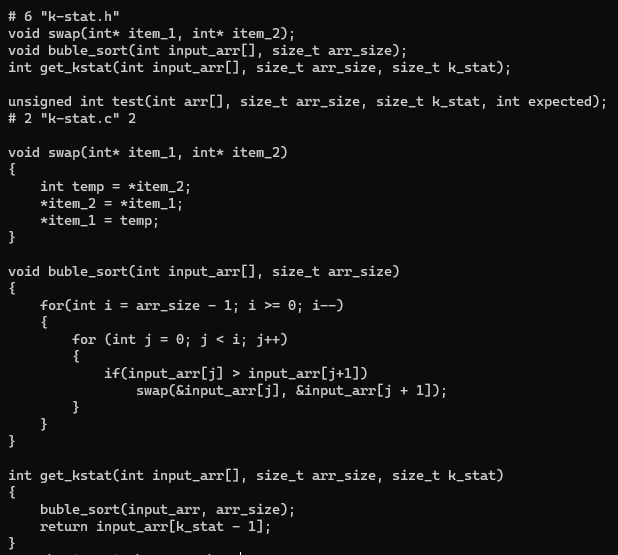 # 6 "k-stat.h"
void swap(int* item_1, int* item_2);
void buble_sort(int input_arr[], size_t arr_size);
int get_kstat(int input_arr[], size_t arr_size, size_t k_stat);

unsigned int test(int arr[], size_t arr_size, size_t k_stat, int expected);
# 2 "k-stat.c" 2

void swap(int* item_1, int* item_2)
{
    int temp = *item_2;
    *item_2 = *item_1;
    *item_1 = temp;
}

void buble_sort(int input_arr[], size_t arr_size)
{
    for(int i = arr_size - 1; i >= 0; i--)
    {
        for (int j = 0; j < i; j++)
        {
            if(input_arr[j] > input_arr[j+1])
                swap(&input_arr[j], &input_arr[j + 1]);
        }
    }
}

int get_kstat(int input_arr[], size_t arr_size, size_t k_stat)
{
    buble_sort(input_arr, arr_size);
    return input_arr[k_stat - 1];
}